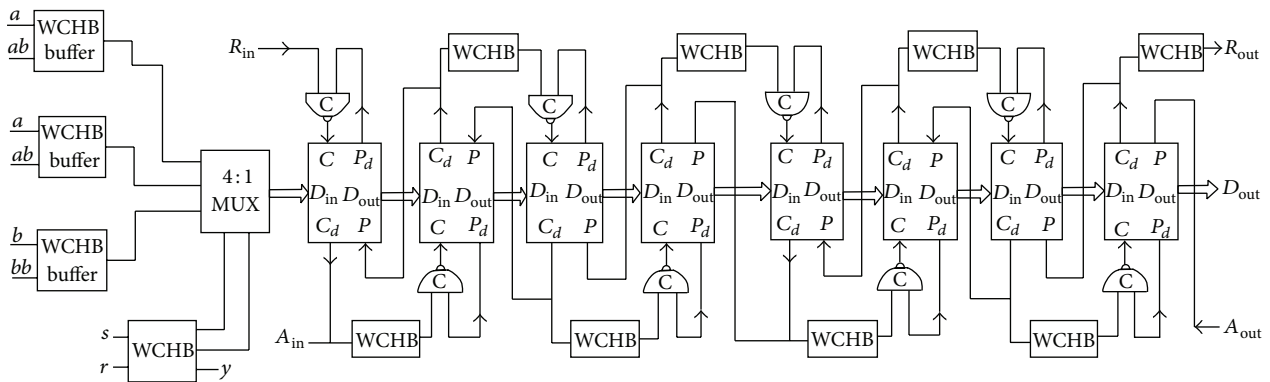 a
ab
WCHB
buffer
a
ab
WCHB
buffer
b
bb
WCHB
buffer
s
r
WCHB
y
4:1
MUX
R_in
A_in
C
C
P_d
D_in D_out
C_d P
WCHB
C
C_d P
D_in D_out
C P_d
WCHB
C
C P_d
D_in D_out
C_d P
WCHB
C
C_d P
D_in D_out
C P_d
WCHB
C
C P_d
D_in D_out
C_d P
WCHB
C
C_d P
D_in D_out
C P_d
WCHB
C
C P_d
D_in D_out
C_d P
WCHB
C
C_d P
D_in D_out
C P_d
WCHB
R_out
D_out
A_out